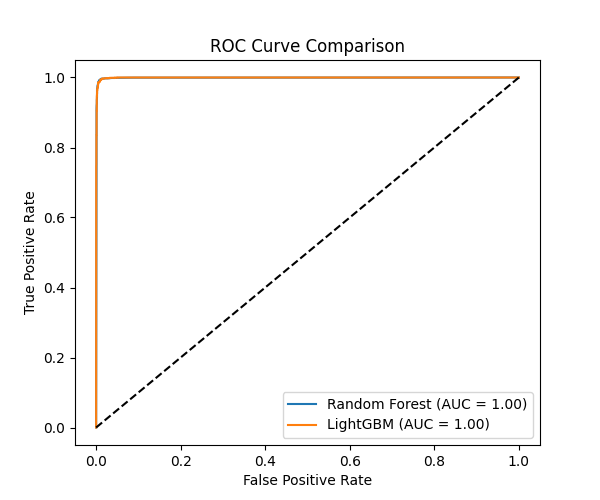 ROC Curve Comparison
1.0
0.8
0.6
0.4
0.2
0.0
True Positive Rate
Random Forest (AUC = 1.00)
LightGBM (AUC = 1.00)
0.0 0.2 0.4 0.6 0.8 1.0
False Positive Rate